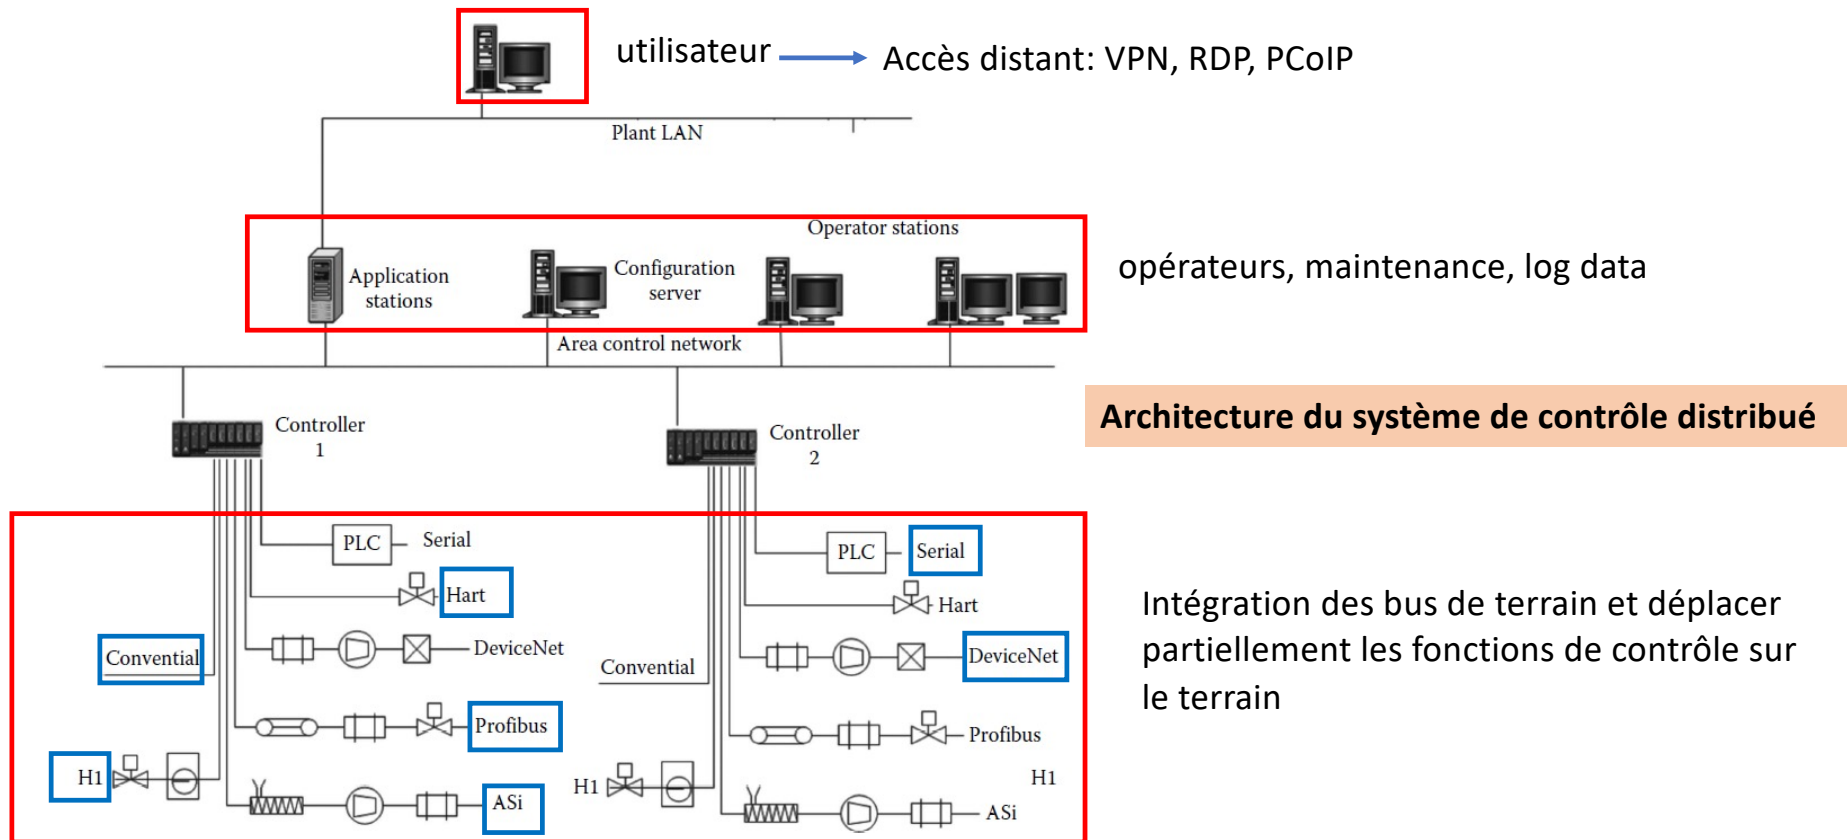 utilisateur
Accès distant: VPN, RDP, PCoIP
Plant LAN
Operator stations
Application
stations
Configuration
server
opérateurs, maintenance, log data
Area control network
Architecture du système de contrôle distribué
Controller
1
Controller
2
PLC
Serial
PLC
Serial
Hart
Hart
Convential
DeviceNet
Convential
DeviceNet
Intégration des bus de terrain et déplacer
partiellement les fonctions de contrôle sur
le terrain
Profibus
Profibus
H1
H1
H1
ASi
ASi